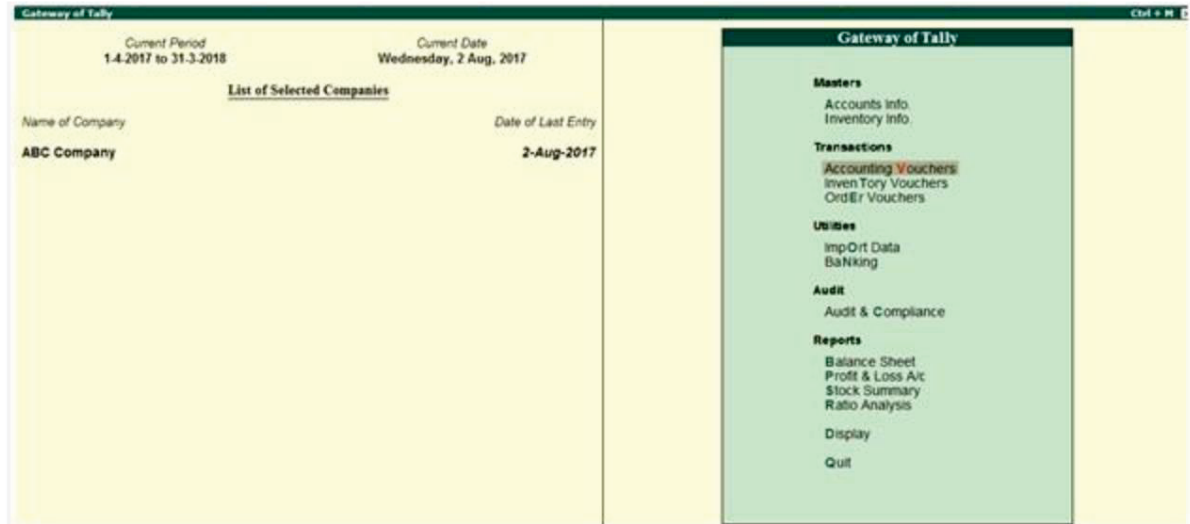 Gateway of Tally Ctrl + M
Current Period Current Date
1-4-2017 to 31-3-2018 Wednesday, 2 Aug, 2017
List of Selected Companies
Name of Company Date of Last Entry
ABC Company 2-Aug-2017
Gateway of Tally
Masters
Accounts Info.
Inventory Info.
Transactions
Accounting Vouchers
InvenTory Vouchers
OrdEr Vouchers
Utilities
ImpOrt Data
BaNking
Audit
Audit & Compliance
Reports
Balance Sheet
Profit & Loss A/c
Stock Summary
Ratio Analysis
Display
Quit